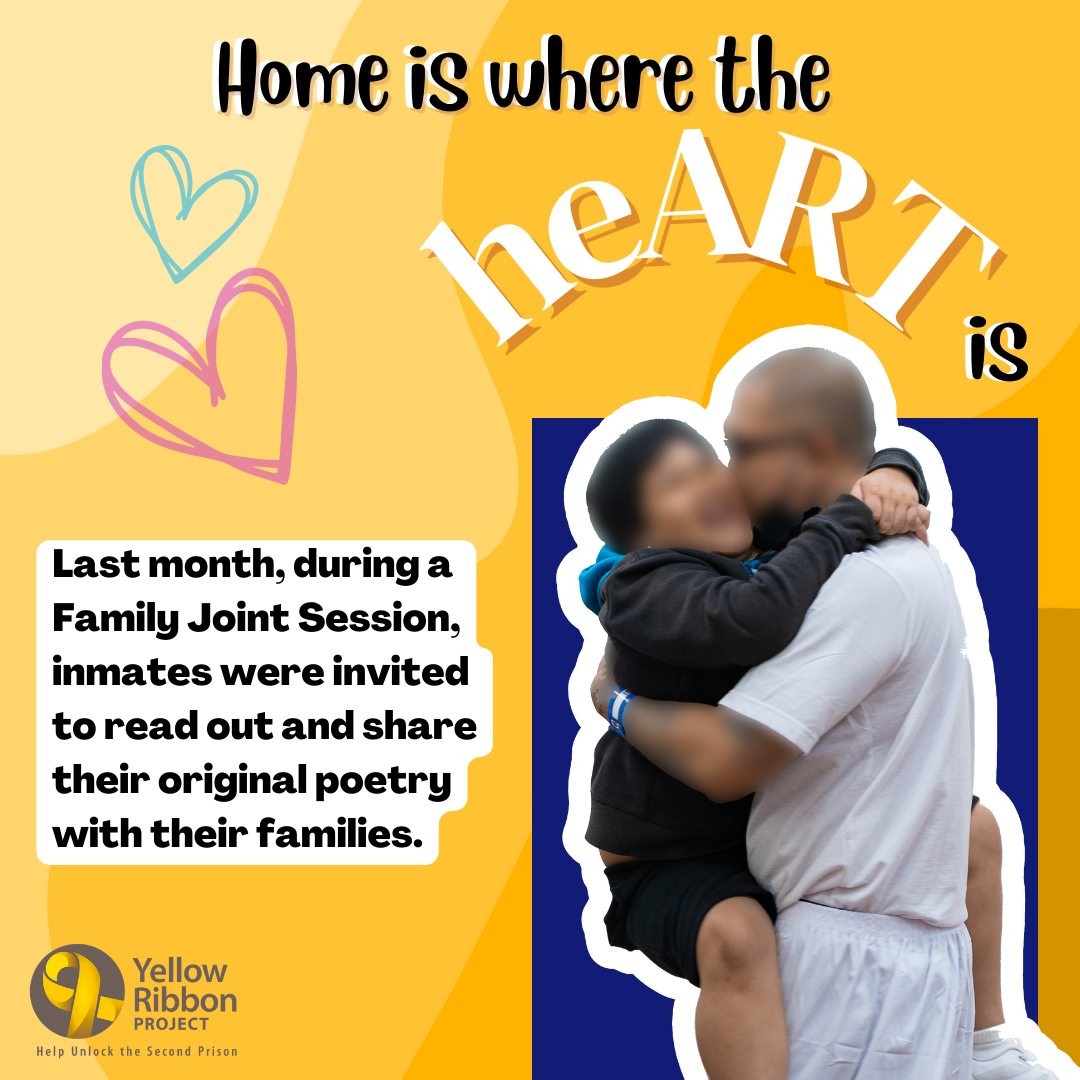 Home is where the
heART
is
Last month, during a
Family Joint Session,
inmates were invited
to read out and share
their original poetry
with their families.
Yellow
Ribbon
PROJECT
Help Unlock the Second Prison